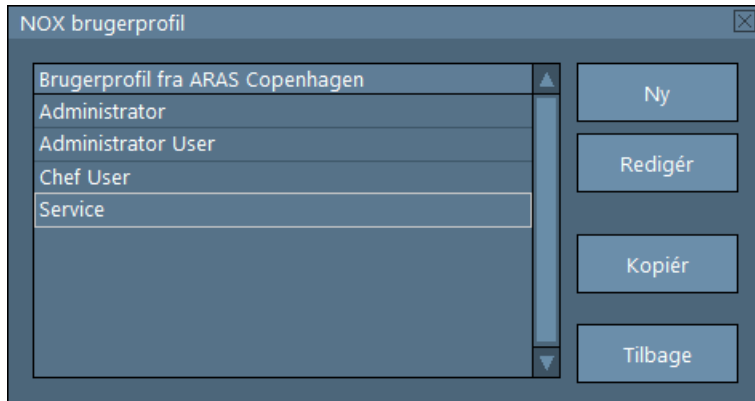 NOX brugerprofil
Brugerprofil fra ARAS Copenhagen
Administrator
Administrator User
Chef User
Service
Ny
Redigér
Kopiér
Tilbage